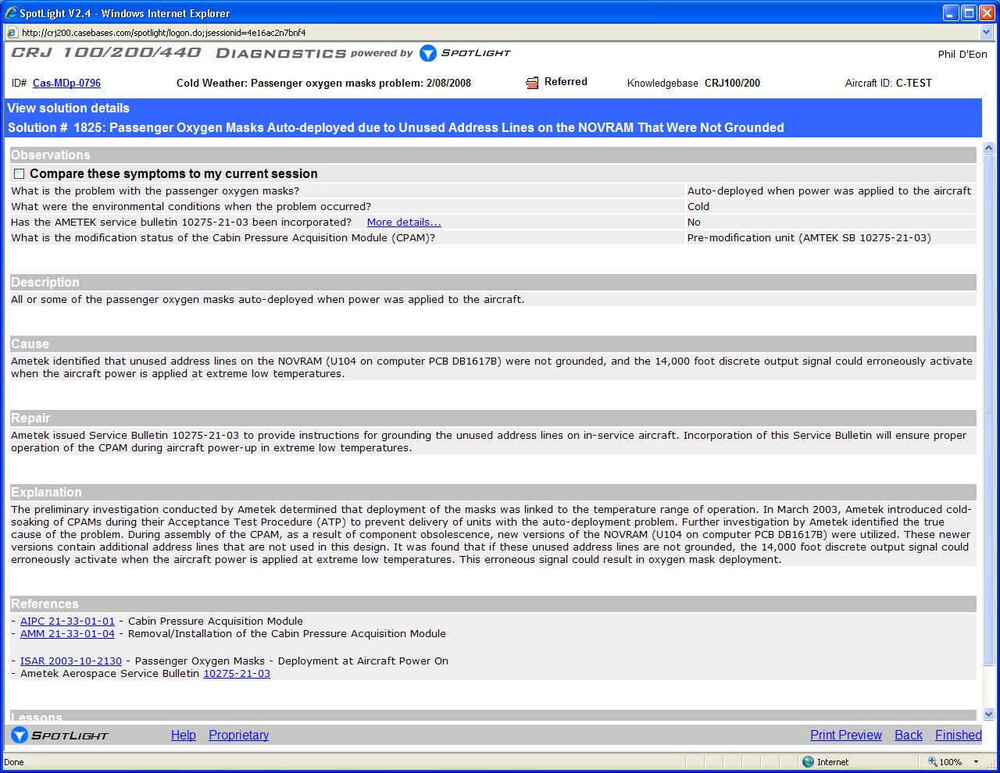 SpotLight V2.4 - Windows Internet Explorer
http://crj200.casebases.com/spotlight/logon.do;jsessionid=4e16ac2n7bnf4
CRJ 100/200/440 DIAGNOSTICS powered by SPOTLIGHT
Phil D'Eon
ID# Cas-MDp-0796 Cold Weather: Passenger oxygen masks problem: 2/08/2008 Referred Knowledgebase CRJ100/200 Aircraft ID: C-TEST
View solution details
Solution # 1825: Passenger Oxygen Masks Auto-deployed due to Unused Address Lines on the NOVRAM That Were Not Grounded
Observations
Compare these symptoms to my current session
What is the problem with the passenger oxygen masks? Auto-deployed when power was applied to the aircraft
What were the environmental conditions when the problem occurred? Cold
Has the AMETEK service bulletin 10275-21-03 been incorporated? More details... No
What is the modification status of the Cabin Pressure Acquisition Module (CPAM)? Pre-modification unit (AMTEK SB 10275-21-03)
Description
All or some of the passenger oxygen masks auto-deployed when power was applied to the aircraft.
Cause
Ametek identified that unused address lines on the NOVRAM (U104 on computer PCB DB1617B) were not grounded, and the 14,000 foot discrete output signal could erroneously activate
when the aircraft power is applied at extreme low temperatures.
Repair
Ametek issued Service Bulletin 10275-21-03 to provide instructions for grounding the unused address lines on in-service aircraft. Incorporation of this Service Bulletin will ensure proper
operation of the CPAM during aircraft power-up in extreme low temperatures.
Explanation
The preliminary investigation conducted by Ametek determined that deployment of the masks was linked to the temperature range of operation. In March 2003, Ametek introduced cold-
soaking of CPAMs during their Acceptance Test Procedure (ATP) to prevent delivery of units with the auto-deployment problem. Further investigation by Ametek identified the true
cause of the problem. During assembly of the CPAM, as a result of component obsolescence, new versions of the NOVRAM (U104 on computer PCB DB1617B) were utilized. These newer
versions contain additional address lines that are not used in this design. It was found that if these unused address lines are not grounded, the 14,000 foot discrete output signal could
erroneously activate when the aircraft power is applied at extreme low temperatures. This erroneous signal could result in oxygen mask deployment.
References
- AIPC 21-33-01-01 - Cabin Pressure Acquisition Module
- AMM 21-33-01-04 - Removal/Installation of the Cabin Pressure Acquisition Module
- ISAR 2003-10-2130 - Passenger Oxygen Masks - Deployment at Aircraft Power On
- Ametek Aerospace Service Bulletin 10275-21-03
Lessons
SPOTLIGHT Help Proprietary Print Preview Back Finished
Done Internet 100%